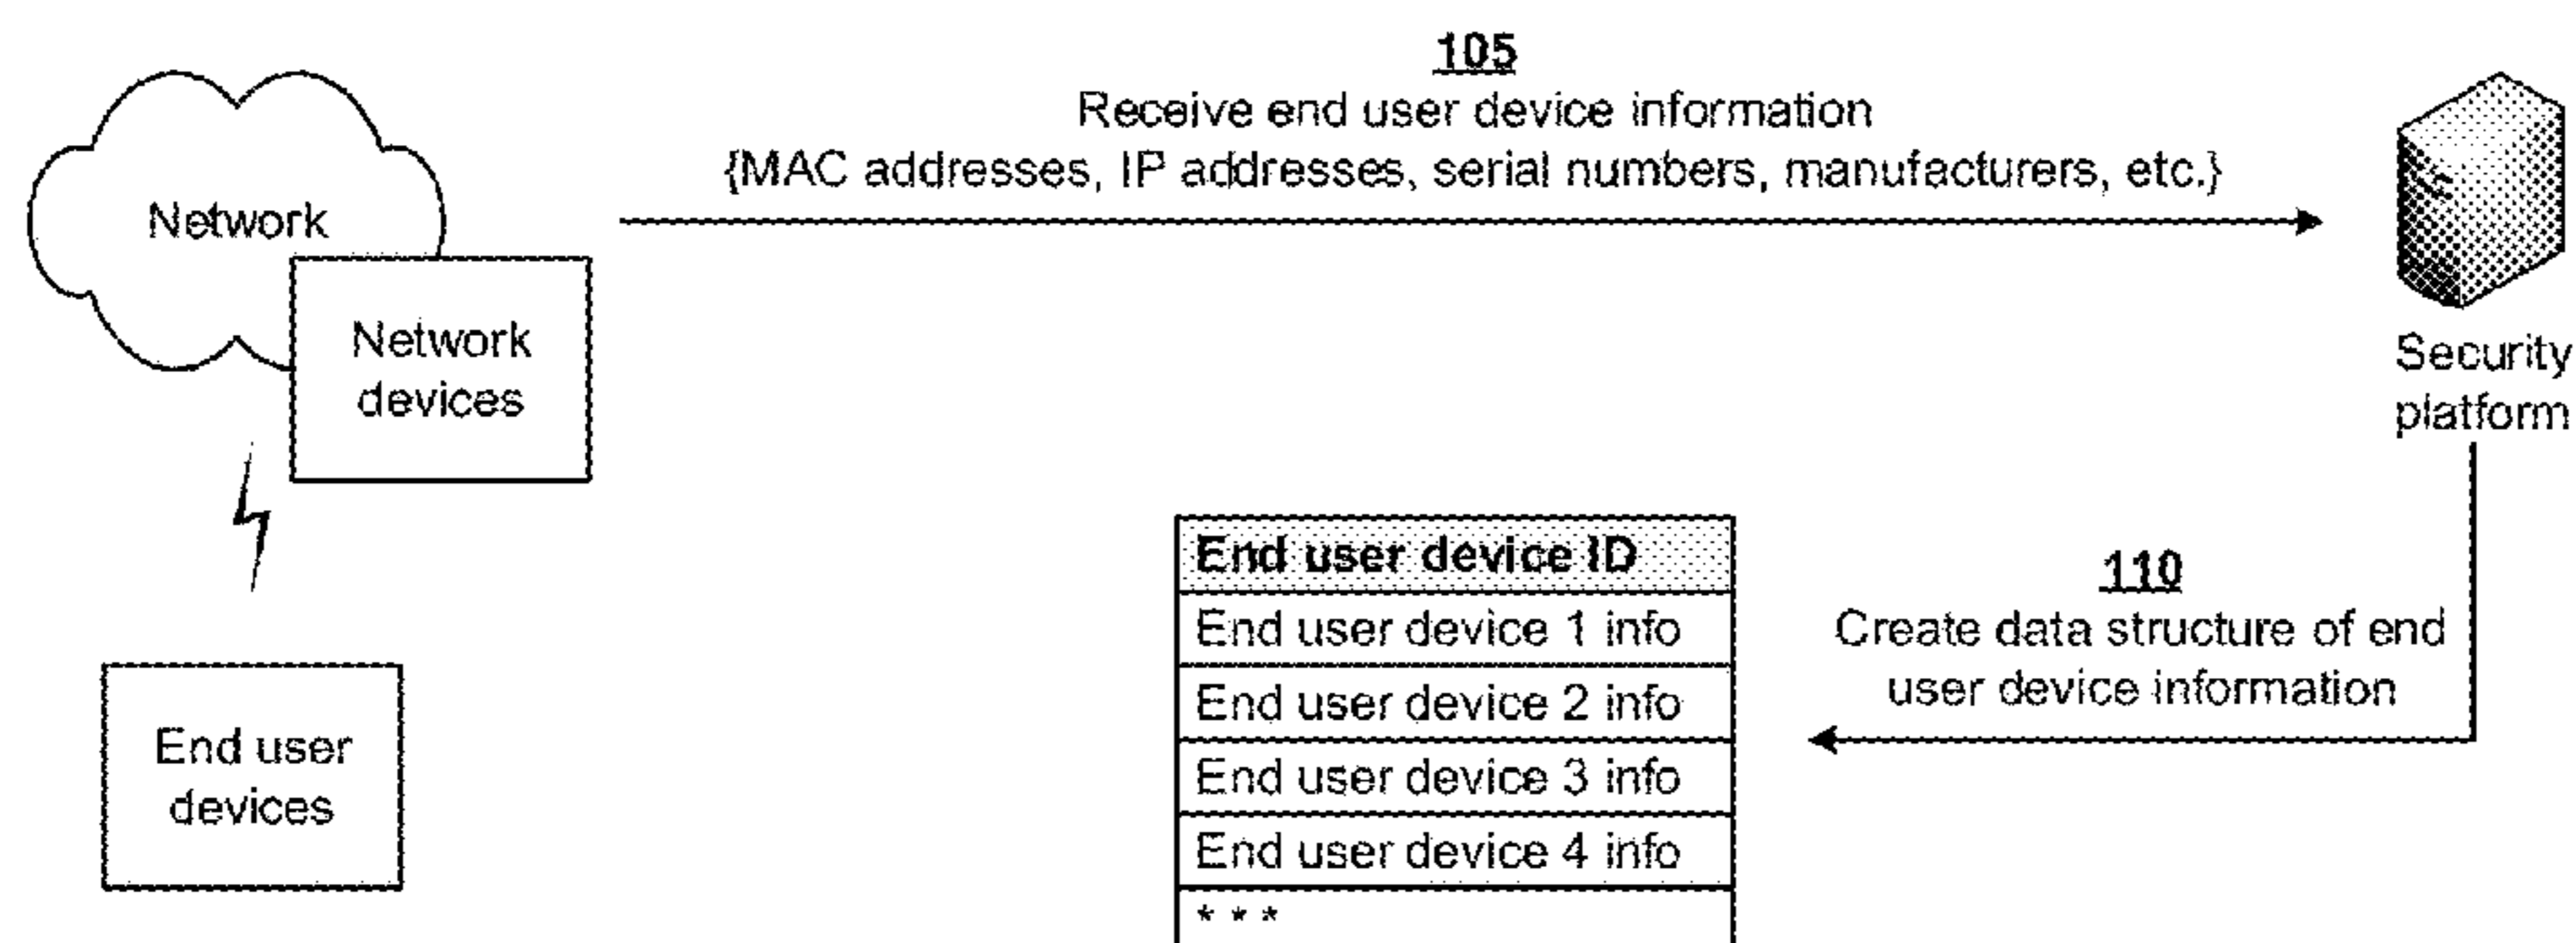 105
Receive end user device information
{MAC addresses, IP addresses, serial numbers, manufacturers, etc.}
Network
Network
devices
Security
platform
End user device ID
End user device 1 info
End user device 2 info
End user device 3 info
End user device 4 info
* * *
110
Create data structure of end
user device information
End user
devices